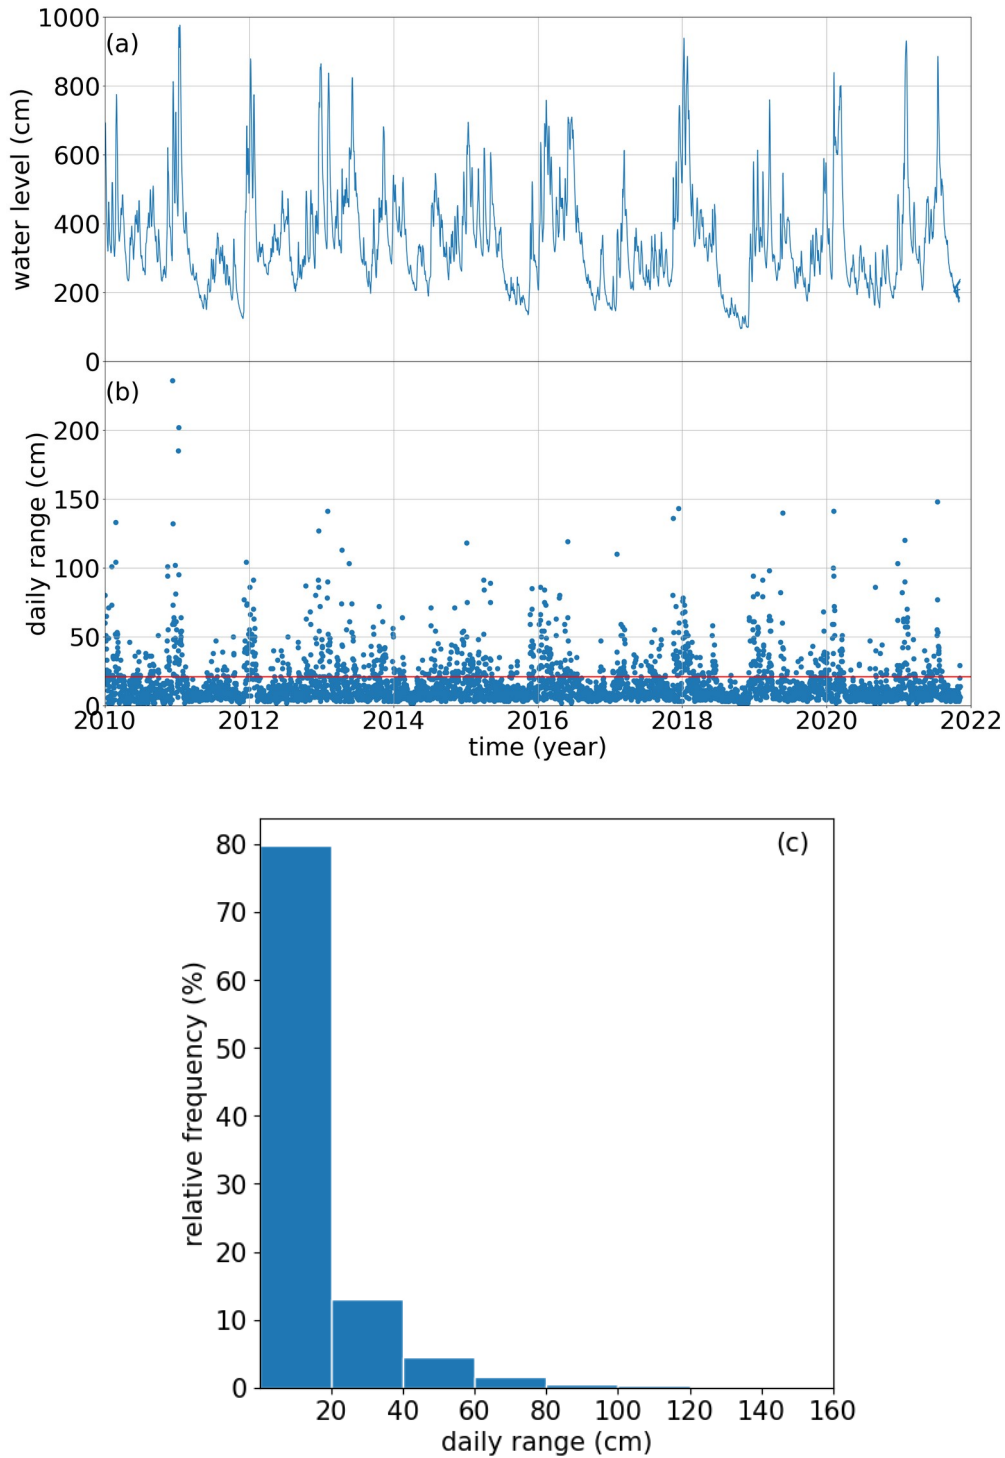 (a)
water level (cm)
1000
800
600
400
200
0
(b)
daily range (cm)
200
150
100
50
0
2010 2012 2014 2016 2018 2020 2022
time (year)
(c)
relative frequency (%)
80
70
60
50
40
30
20
10
0
20 40 60 80 100 120 140 160
daily range (cm)